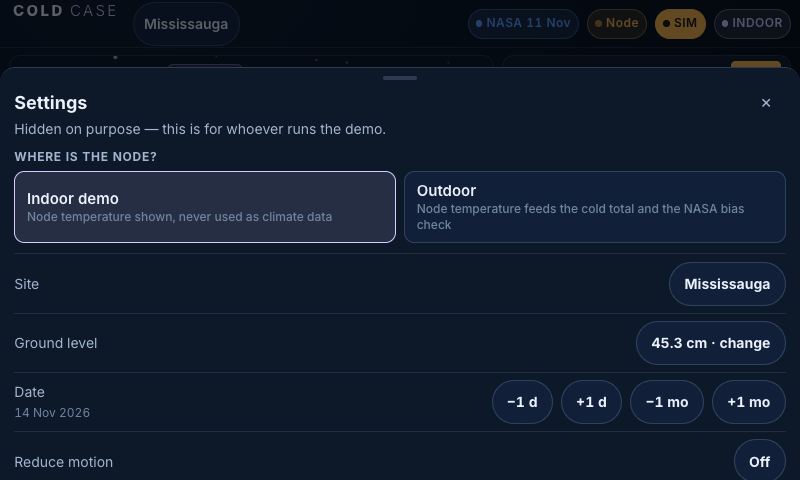 COLD CASE
Mississauga
NASA 11 Nov
Node
SIM
INDOOR
Settings
×
Hidden on purpose — this is for whoever runs the demo.
WHERE IS THE NODE?
Indoor demo
Node temperature shown, never used as climate data
Outdoor
Node temperature feeds the cold total and the NASA bias
check
Site
Mississauga
Ground level
45.3 cm · change
Date
14 Nov 2026
−1 d
+1 d
−1 mo
+1 mo
Reduce motion
Off